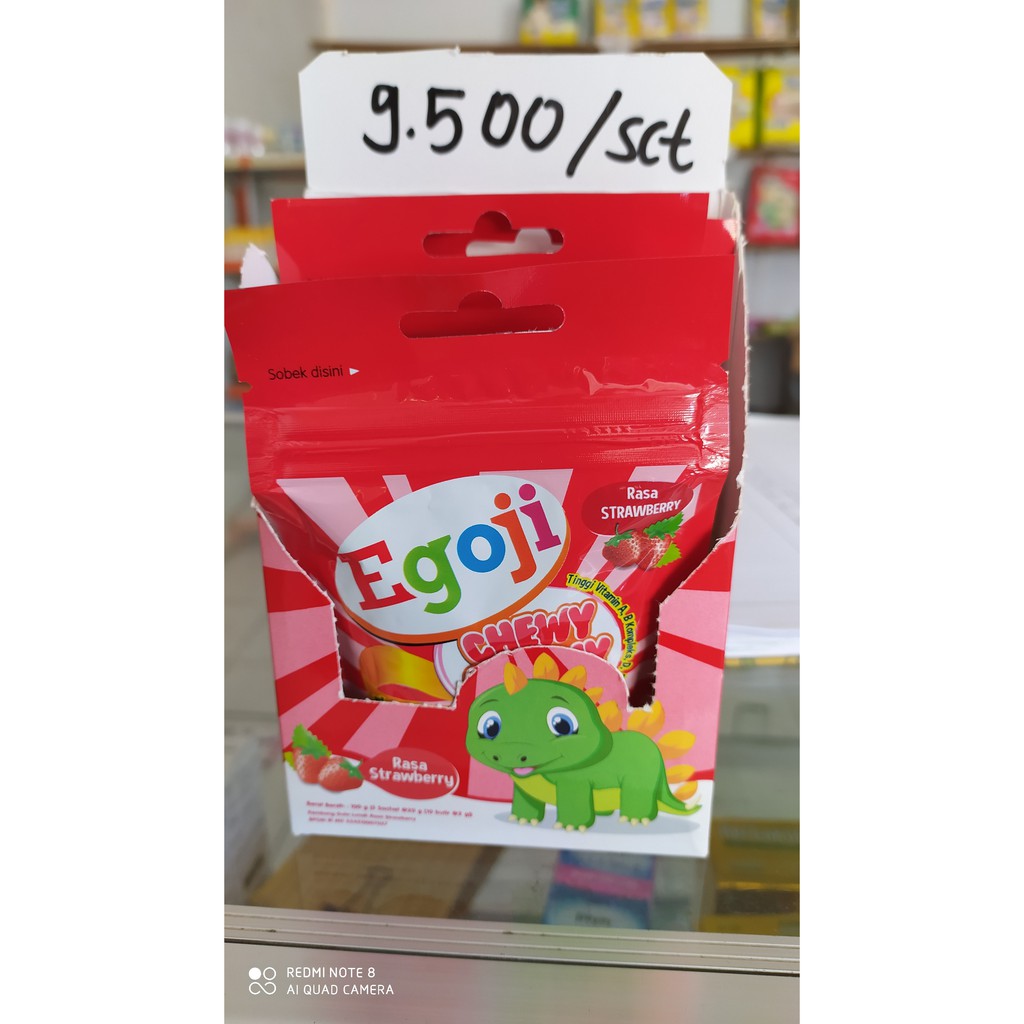 9.500/sct
Sobek disini
Rasa
STRAWBERRY
Egoji
Tinggi Vitamin A, B Kompleks, D,
CHEWY
Rasa
Strawberry
REDMI NOTE 8
AI QUAD CAMERA